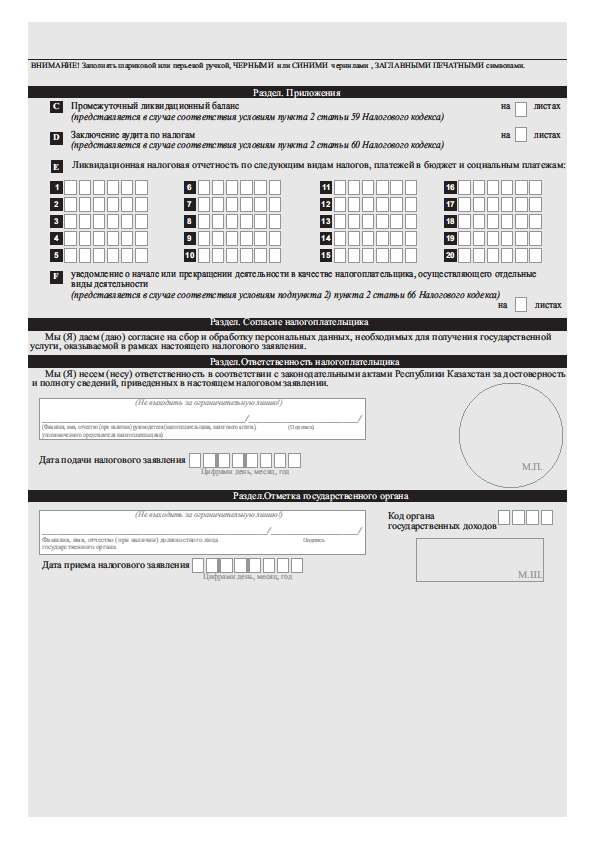 ВНИМАНИЕ! Заполнять шариковой или перьевой ручкой, ЧЕРНЫМИ или СИНИМИ чернилами , ЗАГЛАВНЫМИ ПЕЧАТНЫМИ символами.
Раздел. Приложения
C Промежуточный ликвидационный баланс на листах
(представляется в случае соответствия условиям пункта 2 статьи 59 Налогового кодекса)
D Заключение аудита по налогам на листах
(представляется в случае соответствия условиям пункта 2 статьи 60 Налогового кодекса)
E Ликвидационная налоговая отчетность по следующим видам налогов, платежей в бюджет и социальным платежам:
1 6 11 16
2 7 12 17
3 8 13 18
4 9 14 19
5 10 15 20
F уведомление о начале или прекращении деятельности в качестве налогоплательщика, осуществляющего отдельные
виды деятельности
(представляется в случае соответствия условиям подпункта 2) пункта 2 статьи 66 Налогового кодекса)
на листах
Раздел. Согласие налогоплательщика
Мы (Я) даем (даю) согласие на сбор и обработку персональных данных, необходимых для получения государственной
услуги, оказываемой в рамках настоящего налогового заявления.
Раздел.Ответственность налогоплательщика
Мы (Я) несем (несу) ответственность в соответствии с законодательными актами Республики Казахстан за достоверность
и полноту сведений, приведенных в настоящем налоговом заявлении.
(Не выходить за ограничительную линию!)
(Фамилия, имя, отчество (при наличии) руководителя (налогоплательщика, налогового агента). (Подпись)
уполномоченного представителя налогоплательщика)
М.П.
Дата подачи налогового заявления
Цифрами день, месяц, год
Раздел.Отметка государственного органа
(Не выходить за ограничительную линию!)
Фамилия, имя, отчество (при наличии) должностного лица Подпись
государственного органа
Код органа
государственных доходов
Дата приема налогового заявления
Цифрами день, месяц, год
М.Ш.